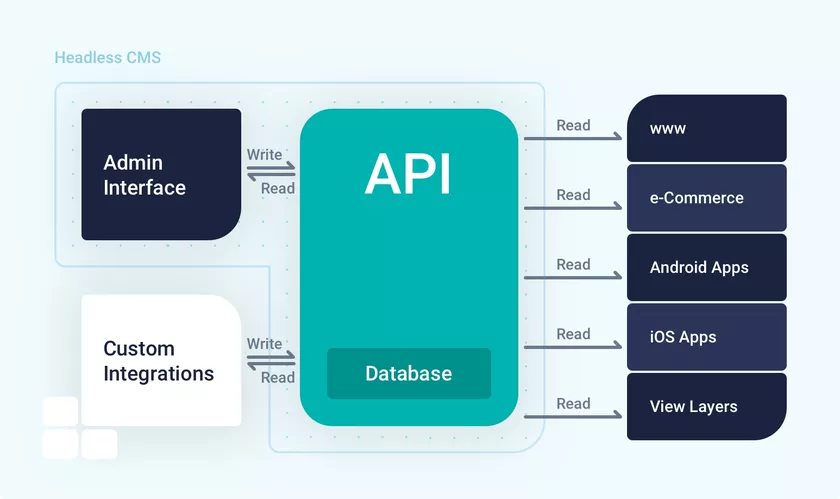 Headless CMS
Admin
Interface
Write
Read
API
Database
Custom
Integrations
Write
Read
Read
www
Read
e-Commerce
Read
Android Apps
Read
iOS Apps
Read
View Layers